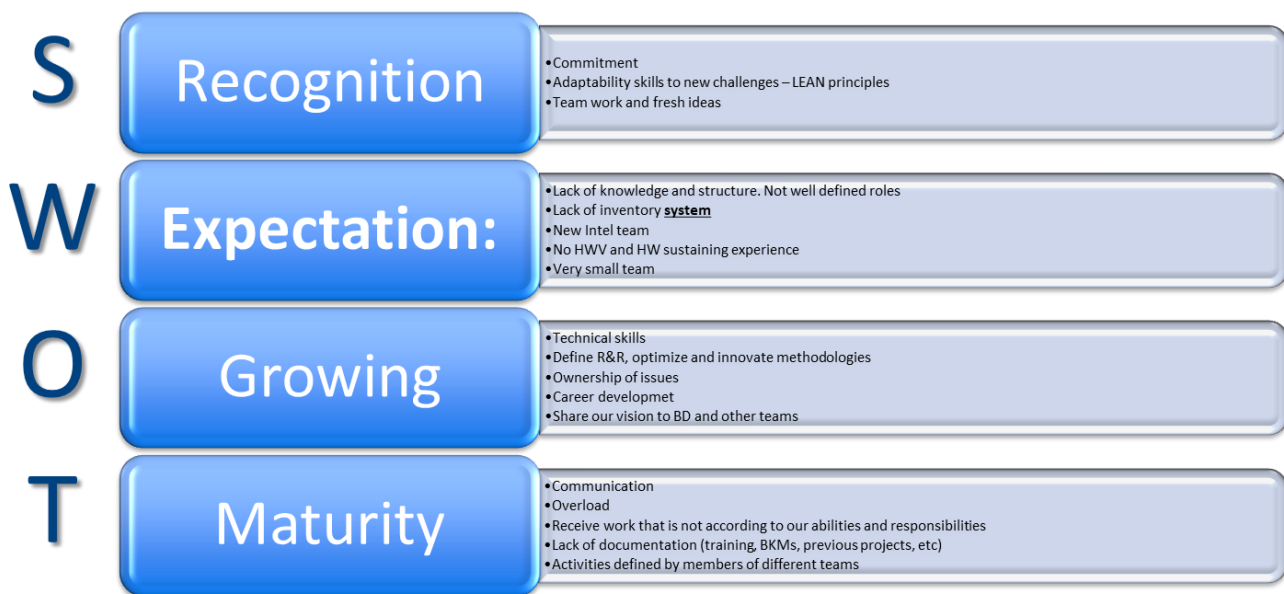 S
Recognition
•Commitment
•Adaptability skills to new challenges – LEAN principles
•Team work and fresh ideas
W
Expectation:
•Lack of knowledge and structure. Not well defined roles
•Lack of inventory system
•New Intel team
•No HWV and HW sustaining experience
•Very small team
O
Growing
•Technical skills
•Define R&R, optimize and innovate methodologies
•Ownership of issues
•Career developmet
•Share our vision to BD and other teams
T
Maturity
•Communication
•Overload
•Receive work that is not according to our abilities and responsibilities
•Lack of documentation (training, BKMs, previous projects, etc)
•Activities defined by members of different teams